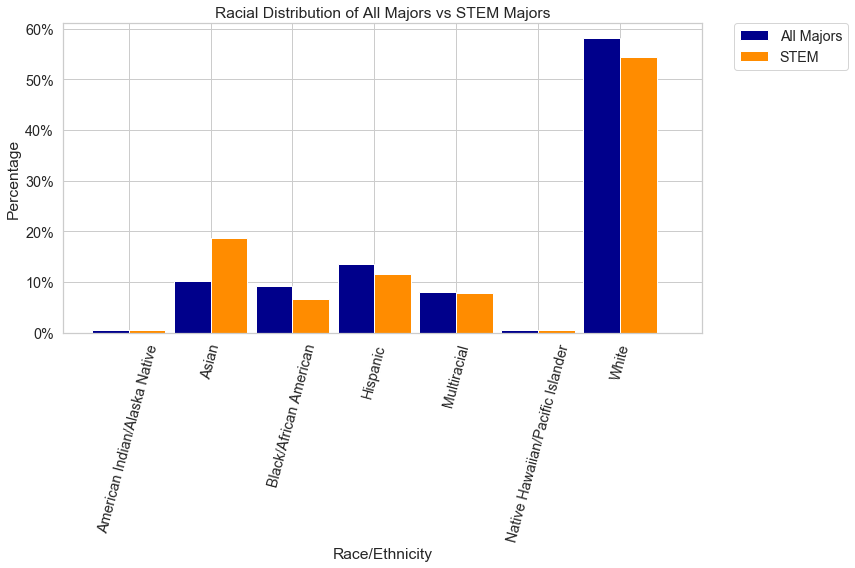 Racial Distribution of All Majors vs STEM Majors
All Majors
STEM
Percentage
60%
50%
40%
30%
20%
10%
0%
American Indian/Alaska Native
Asian
Black/African American
Hispanic
Multiracial
Native Hawaiian/Pacific Islander
White
Race/Ethnicity